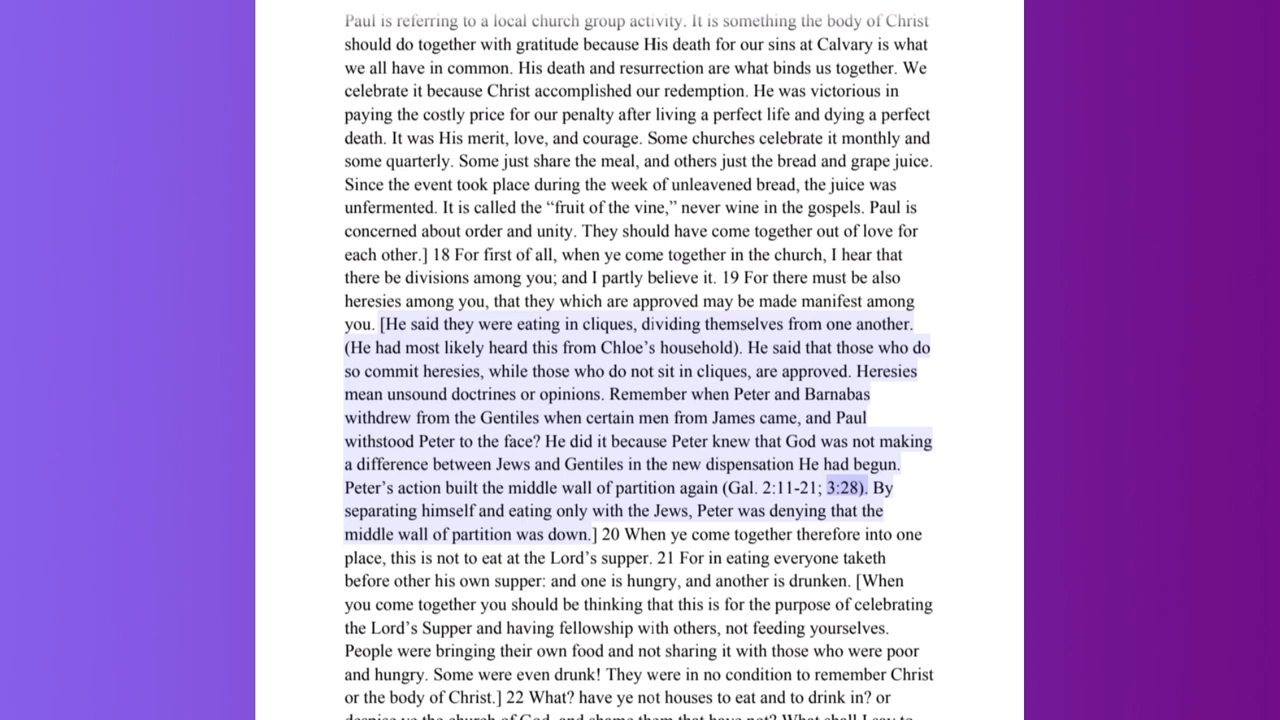 Paul is referring to a local church group activity. It is something the body of Christ
should do together with gratitude because His death for our sins at Calvary is what
we all have in common. His death and resurrection are what binds us together. We
celebrate it because Christ accomplished our redemption. He was victorious in
paying the costly price for our penalty after living a perfect life and dying a perfect
death. It was His merit, love, and courage. Some churches celebrate it monthly and
some quarterly. Some just share the meal, and others just the bread and grape juice.
Since the event took place during the week of unleavened bread, the juice was
unfermented. It is called the “fruit of the vine,” never wine in the gospels. Paul is
concerned about order and unity. They should have come together out of love for
each other.] 18 For first of all, when ye come together in the church, I hear that
there be divisions among you; and I partly believe it. 19 For there must be also
heresies among you, that they which are approved may be made manifest among
you. [He said they were eating in cliques, dividing themselves from one another.
(He had most likely heard this from Chloe’s household). He said that those who do
so commit heresies, while those who do not sit in cliques, are approved. Heresies
mean unsound doctrines or opinions. Remember when Peter and Barnabas
withdrew from the Gentiles when certain men from James came, and Paul
withstood Peter to the face? He did it because Peter knew that God was not making
a difference between Jews and Gentiles in the new dispensation He had begun.
Peter’s action built the middle wall of partition again (Gal. 2:11-21; 3:28). By
separating himself and eating only with the Jews, Peter was denying that the
middle wall of partition was down.] 20 When ye come together therefore into one
place, this is not to eat at the Lord’s supper. 21 For in eating everyone taketh
before other his own supper: and one is hungry, and another is drunken. [When
you come together you should be thinking that this is for the purpose of celebrating
the Lord’s Supper and having fellowship with others, not feeding yourselves.
People were bringing their own food and not sharing it with those who were poor
and hungry. Some were even drunk! They were in no condition to remember Christ
or the body of Christ.] 22 What? have ye not houses to eat and to drink in? or
despise ye the church of God, and shame them that have not? What shall I say to